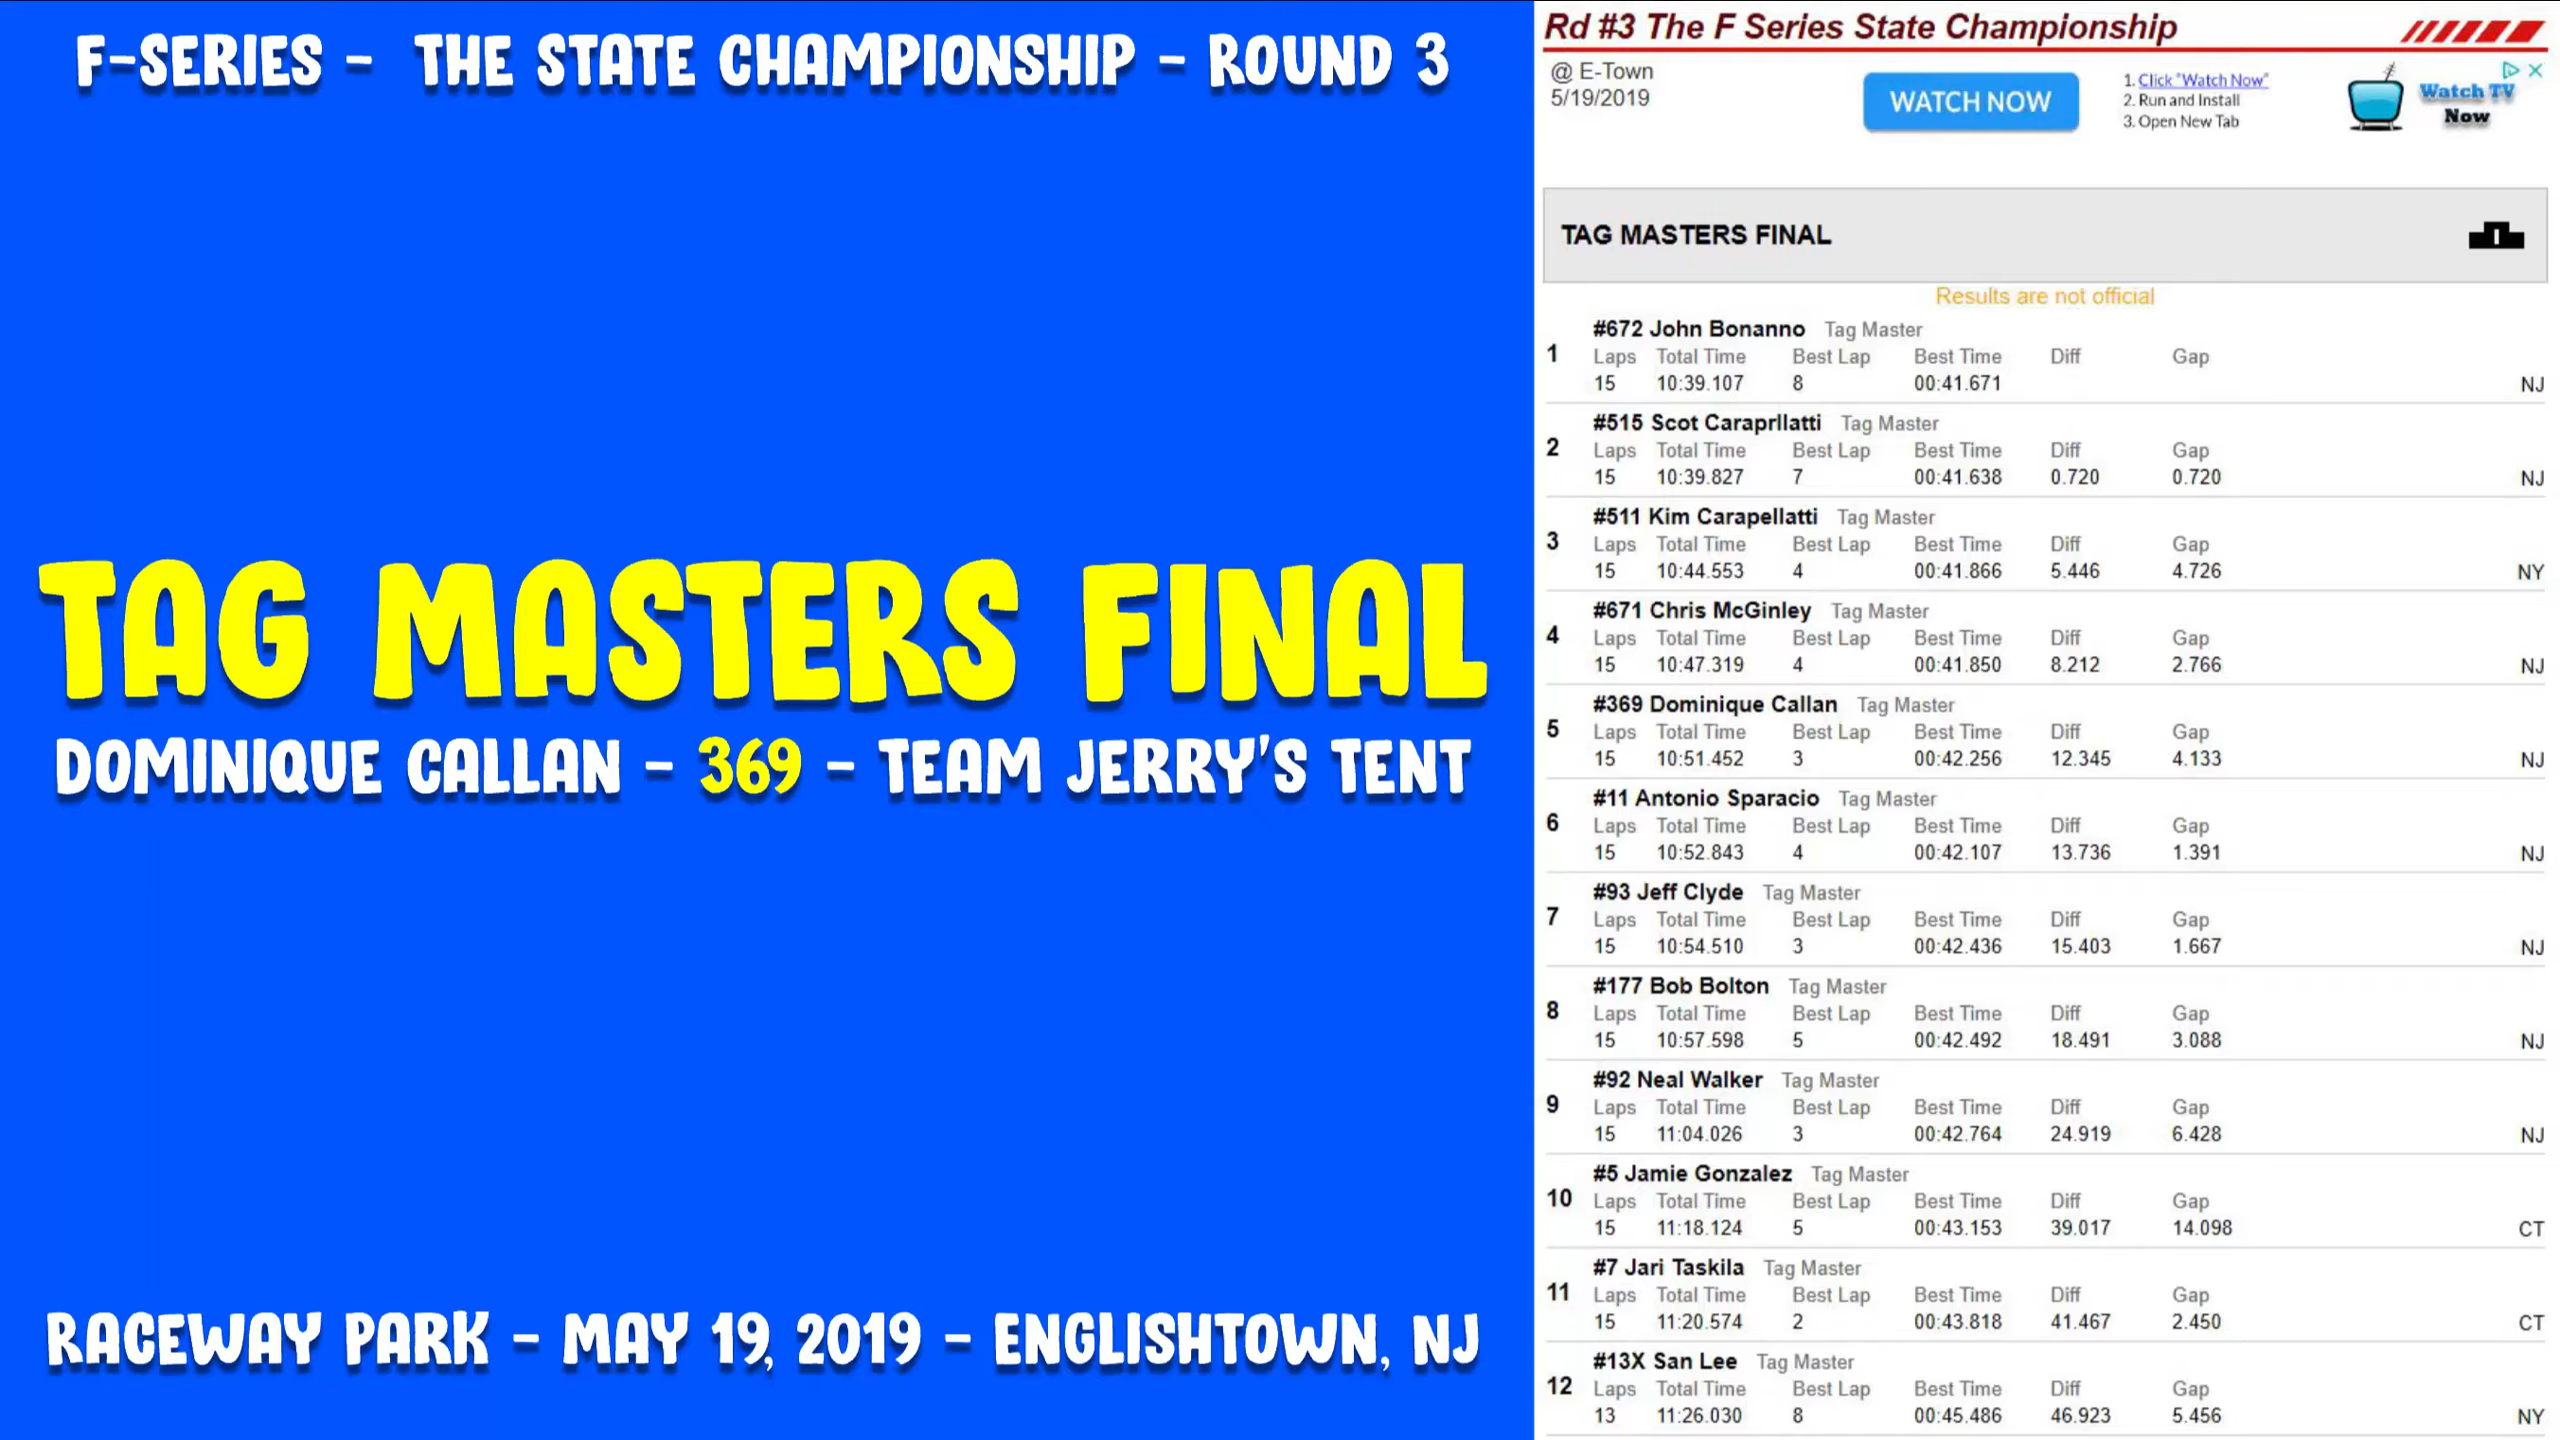 F-SERIES - THE STATE CHAMPIONSHIP - ROUND 3
TAG MASTERS FINAL
DOMINIQUE CALLAN - 369 - TEAM JERRY'S TENT
RACEWAY PARK - MAY 19, 2019 - ENGLISHTOWN, NJ
Rd #3 The F Series State Championship
@ E-Town
5/19/2019
WATCH NOW
1. Click "Watch Now"
2. Run and Install
3. Open New Tab
Watch TV
Now
TAG MASTERS FINAL
Results are not official
#672 John Bonanno Tag Master
1 Laps Total Time Best Lap Best Time Diff Gap
15 10:39.107 8 00:41.671 NJ
#515 Scot Caraprllatti Tag Master
2 Laps Total Time Best Lap Best Time Diff Gap
15 10:39.827 7 00:41.638 0.720 0.720 NJ
#511 Kim Carapellatti Tag Master
3 Laps Total Time Best Lap Best Time Diff Gap
15 10:44.553 4 00:41.866 5.446 4.726 NY
#671 Chris McGinley Tag Master
4 Laps Total Time Best Lap Best Time Diff Gap
15 10:47.319 4 00:41.850 8.212 2.766 NJ
#369 Dominique Callan Tag Master
5 Laps Total Time Best Lap Best Time Diff Gap
15 10:51.452 3 00:42.256 12.345 4.133 NJ
#11 Antonio Sparacio Tag Master
6 Laps Total Time Best Lap Best Time Diff Gap
15 10:52.843 4 00:42.107 13.736 1.391 NJ
#93 Jeff Clyde Tag Master
7 Laps Total Time Best Lap Best Time Diff Gap
15 10:54.510 3 00:42.436 15.403 1.667 NJ
#177 Bob Bolton Tag Master
8 Laps Total Time Best Lap Best Time Diff Gap
15 10:57.598 5 00:42.492 18.491 3.088 NJ
#92 Neal Walker Tag Master
9 Laps Total Time Best Lap Best Time Diff Gap
15 11:04.026 3 00:42.764 24.919 6.428 NJ
#5 Jamie Gonzalez Tag Master
10 Laps Total Time Best Lap Best Time Diff Gap
15 11:18.124 5 00:43.153 39.017 14.098 CT
#7 Jari Taskila Tag Master
11 Laps Total Time Best Lap Best Time Diff Gap
15 11:20.574 2 00:43.818 41.467 2.450 CT
#13X San Lee Tag Master
12 Laps Total Time Best Lap Best Time Diff Gap
13 11:26.030 8 00:45.486 46.923 5.456 NY